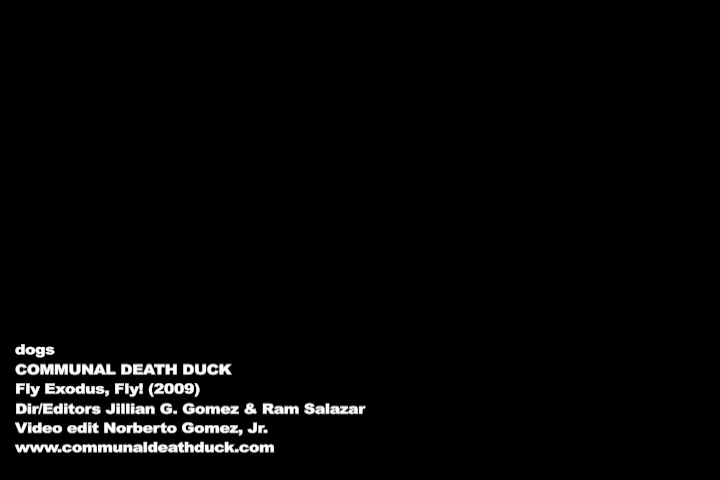 dogs
COMMUNAL DEATH DUCK
Fly Exodus, Fly! (2009)
Dir/Editors Jillian G. Gomez & Ram Salazar
Video edit Norberto Gomez, Jr.
www.communaldeathduck.com